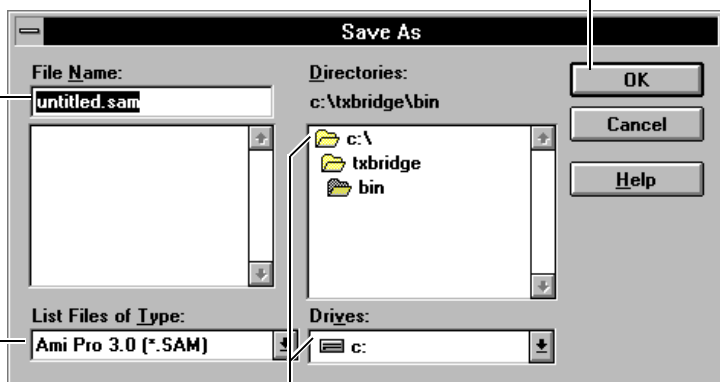 Save As
File Name:
untitled.sam
List Files of Type:
Ami Pro 3.0 (*.SAM)
Directories:
c:\txbridge\bin
c:\
txbridge
bin
Drives:
c:
OK
Cancel
Help